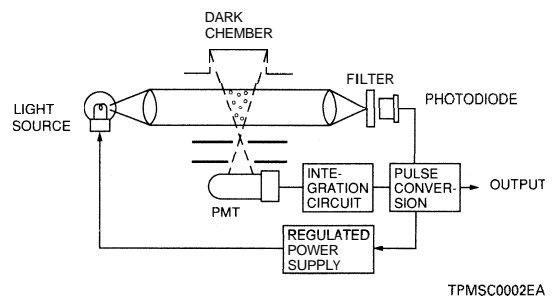 DARK
CHEMBER
FILTER
PHOTODIODE
LIGHT
SOURCE
PMT
INTE-
GRATION
CIRCUIT
PULSE
CONVER-
SION
OUTPUT
REGULATED
POWER
SUPPLY
TPMSC0002EA